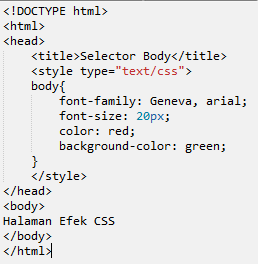 <!DOCTYPE html>
<html>
<head>
    <title>Selector Body</title>
    <style type="text/css">
    body{
        font-family: Geneva, arial;
        font-size: 20px;
        color: red;
        background-color: green;
    }
    </style>
</head>
<body>
Halaman Efek CSS
</body>
</html>